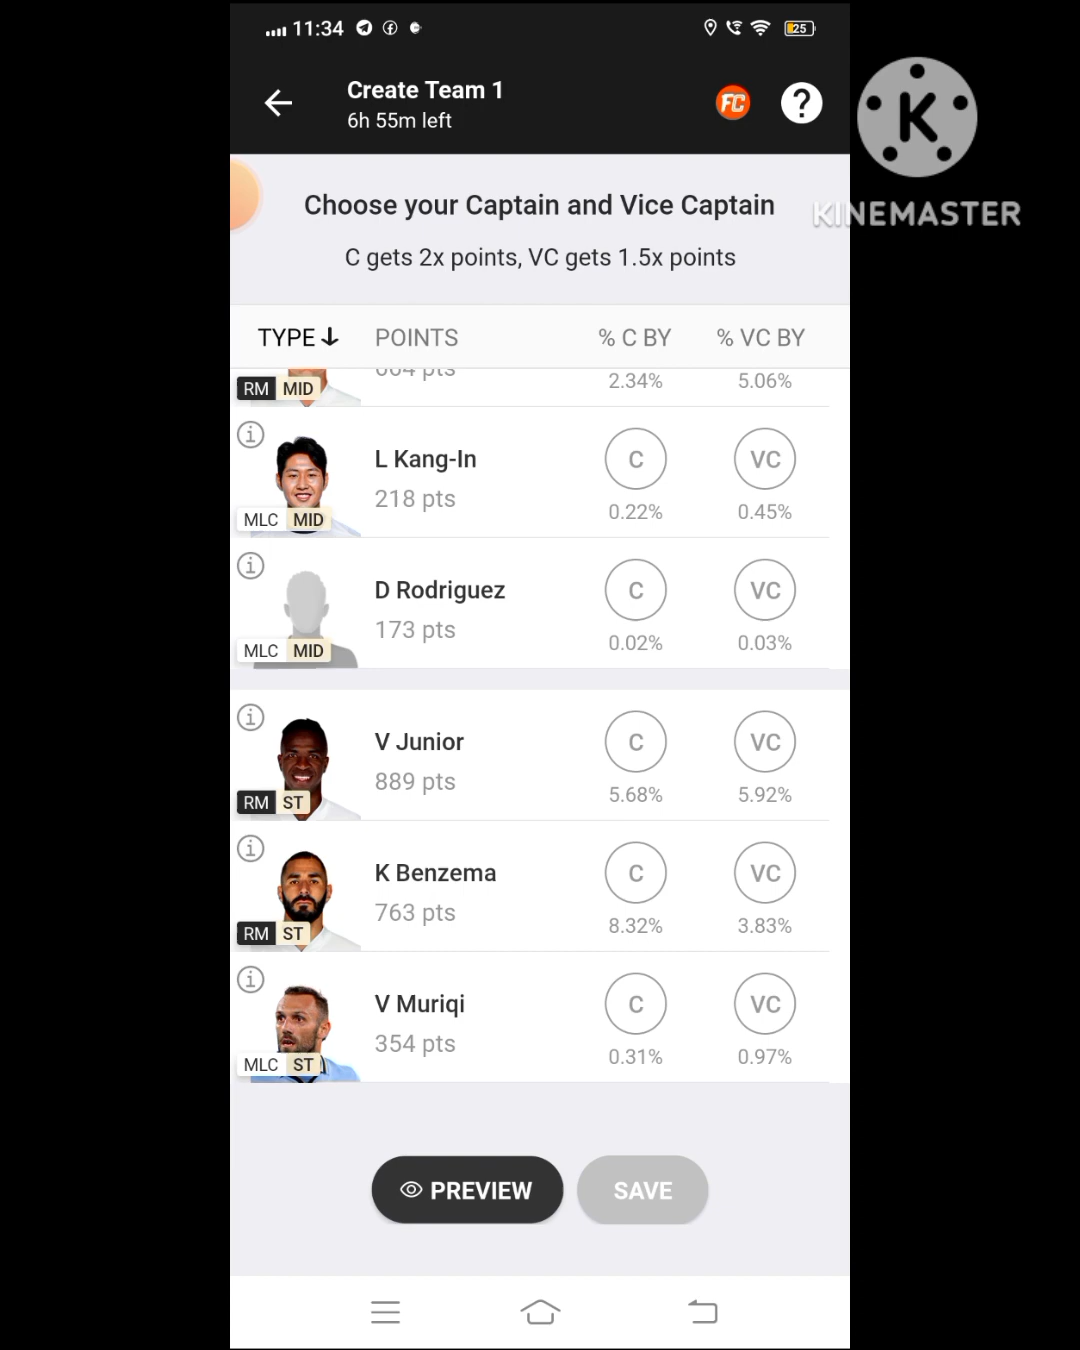 11:34
25
Create Team 1
6h 55m left
FC
?
K
KINEMASTER
Choose your Captain and Vice Captain
C gets 2x points, VC gets 1.5x points
TYPE POINTS % C BY % VC BY
pts
2.34% 5.06%
RM MID
L Kang-In
C VC
218 pts
0.22% 0.45%
MLC MID
D Rodriguez
C VC
173 pts
0.02% 0.03%
MLC MID
V Junior
C VC
889 pts
5.68% 5.92%
RM ST
K Benzema
C VC
763 pts
8.32% 3.83%
RM ST
V Muriqi
C VC
354 pts
0.31% 0.97%
MLC ST
PREVIEW SAVE